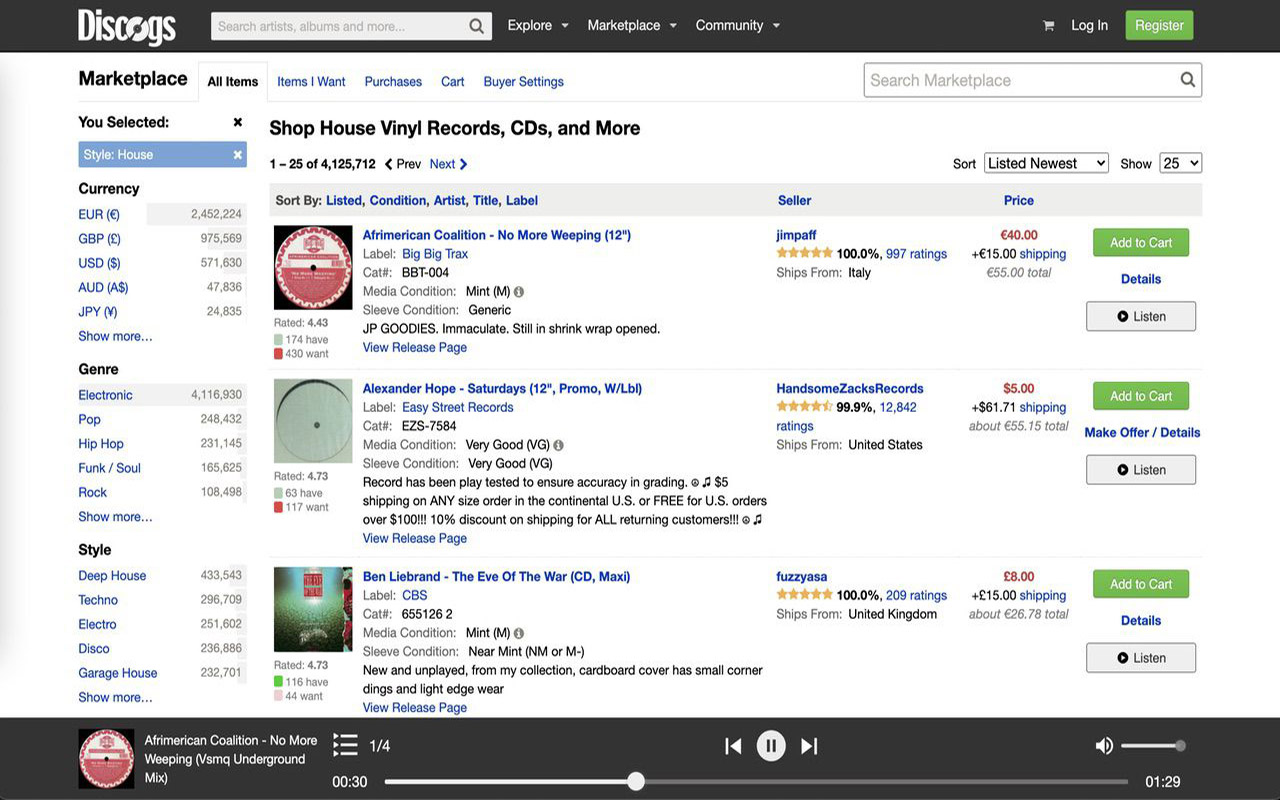 Discogs
Search artists, albums and more...
Explore
Marketplace
Community
Log In
Register
Marketplace
All Items
Items I Want
Purchases
Cart
Buyer Settings
Search Marketplace
You Selected:
Style: House
Currency
EUR (€) 2,452,224
GBP (£) 975,569
USD ($) 571,630
AUD (A$) 47,836
JPY (¥) 24,835
Show more...
Genre
Electronic 4,116,930
Pop 248,432
Hip Hop 231,145
Funk / Soul 165,625
Rock 108,498
Show more...
Style
Deep House 433,543
Techno 296,709
Electro 251,602
Disco 236,886
Garage House 232,701
Show more...
Shop House Vinyl Records, CDs, and More
1 – 25 of 4,125,712 Prev Next
Sort Listed Newest Show 25
Sort By: Listed, Condition, Artist, Title, Label
Seller
Price
Afrimerican Coalition - No More Weeping (12")
Label: Big Big Trax
Cat#: BBT-004
Media Condition: Mint (M)
Sleeve Condition: Generic
JP GOODIES. Immaculate. Still in shrink wrap opened.
View Release Page
Rated: 4.43
174 have
430 want
jimpaff
100.0%, 997 ratings
Ships From: Italy
€40.00
+€15.00 shipping
€55.00 total
Add to Cart
Details
Listen
Alexander Hope - Saturdays (12", Promo, W/Lbl)
Label: Easy Street Records
Cat#: EZS-7584
Media Condition: Very Good (VG)
Sleeve Condition: Very Good (VG)
Record has been play tested to ensure accuracy in grading. ☮ ♫ $5
shipping on ANY size order in the continental U.S. or FREE for U.S. orders
over $100!!! 10% discount on shipping for ALL returning customers!!! ☮ ♫
View Release Page
Rated: 4.73
63 have
117 want
HandsomeZacksRecords
99.9%, 12,842
ratings
Ships From: United States
$5.00
+$61.71 shipping
about €55.15 total
Add to Cart
Make Offer / Details
Listen
Ben Liebrand - The Eve Of The War (CD, Maxi)
Label: CBS
Cat#: 655126 2
Media Condition: Mint (M)
Sleeve Condition: Near Mint (NM or M-)
New and unplayed, from my collection, cardboard cover has small corner
dings and light edge wear
View Release Page
Rated: 4.73
116 have
44 want
fuzzyasa
100.0%, 209 ratings
Ships From: United Kingdom
£8.00
+£15.00 shipping
about €26.78 total
Add to Cart
Details
Listen
Afrimerican Coalition - No More
Weeping (Vsmq Underground
Mix)
1/4
00:30
01:29